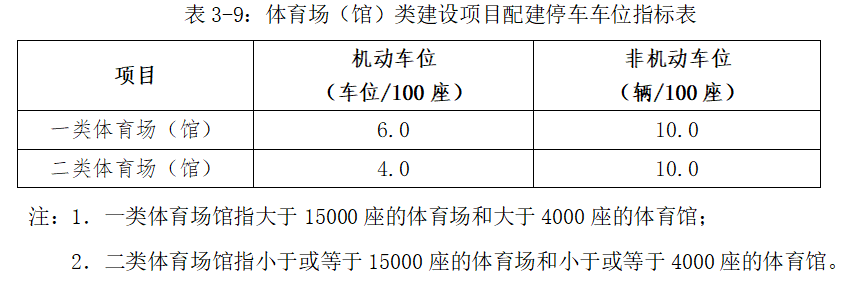 表 3-9：体育场（馆）类建设项目配建停车车位指标表
项目
机动车位
（车位/100 座）
非机动车位
（辆/100 座）
一类体育场（馆） 6.0 10.0
二类体育场（馆） 4.0 10.0
注：1．一类体育场馆指大于 15000 座的体育场和大于 4000 座的体育馆；
2．二类体育场馆指小于或等于 15000 座的体育场和小于或等于 4000 座的体育馆。